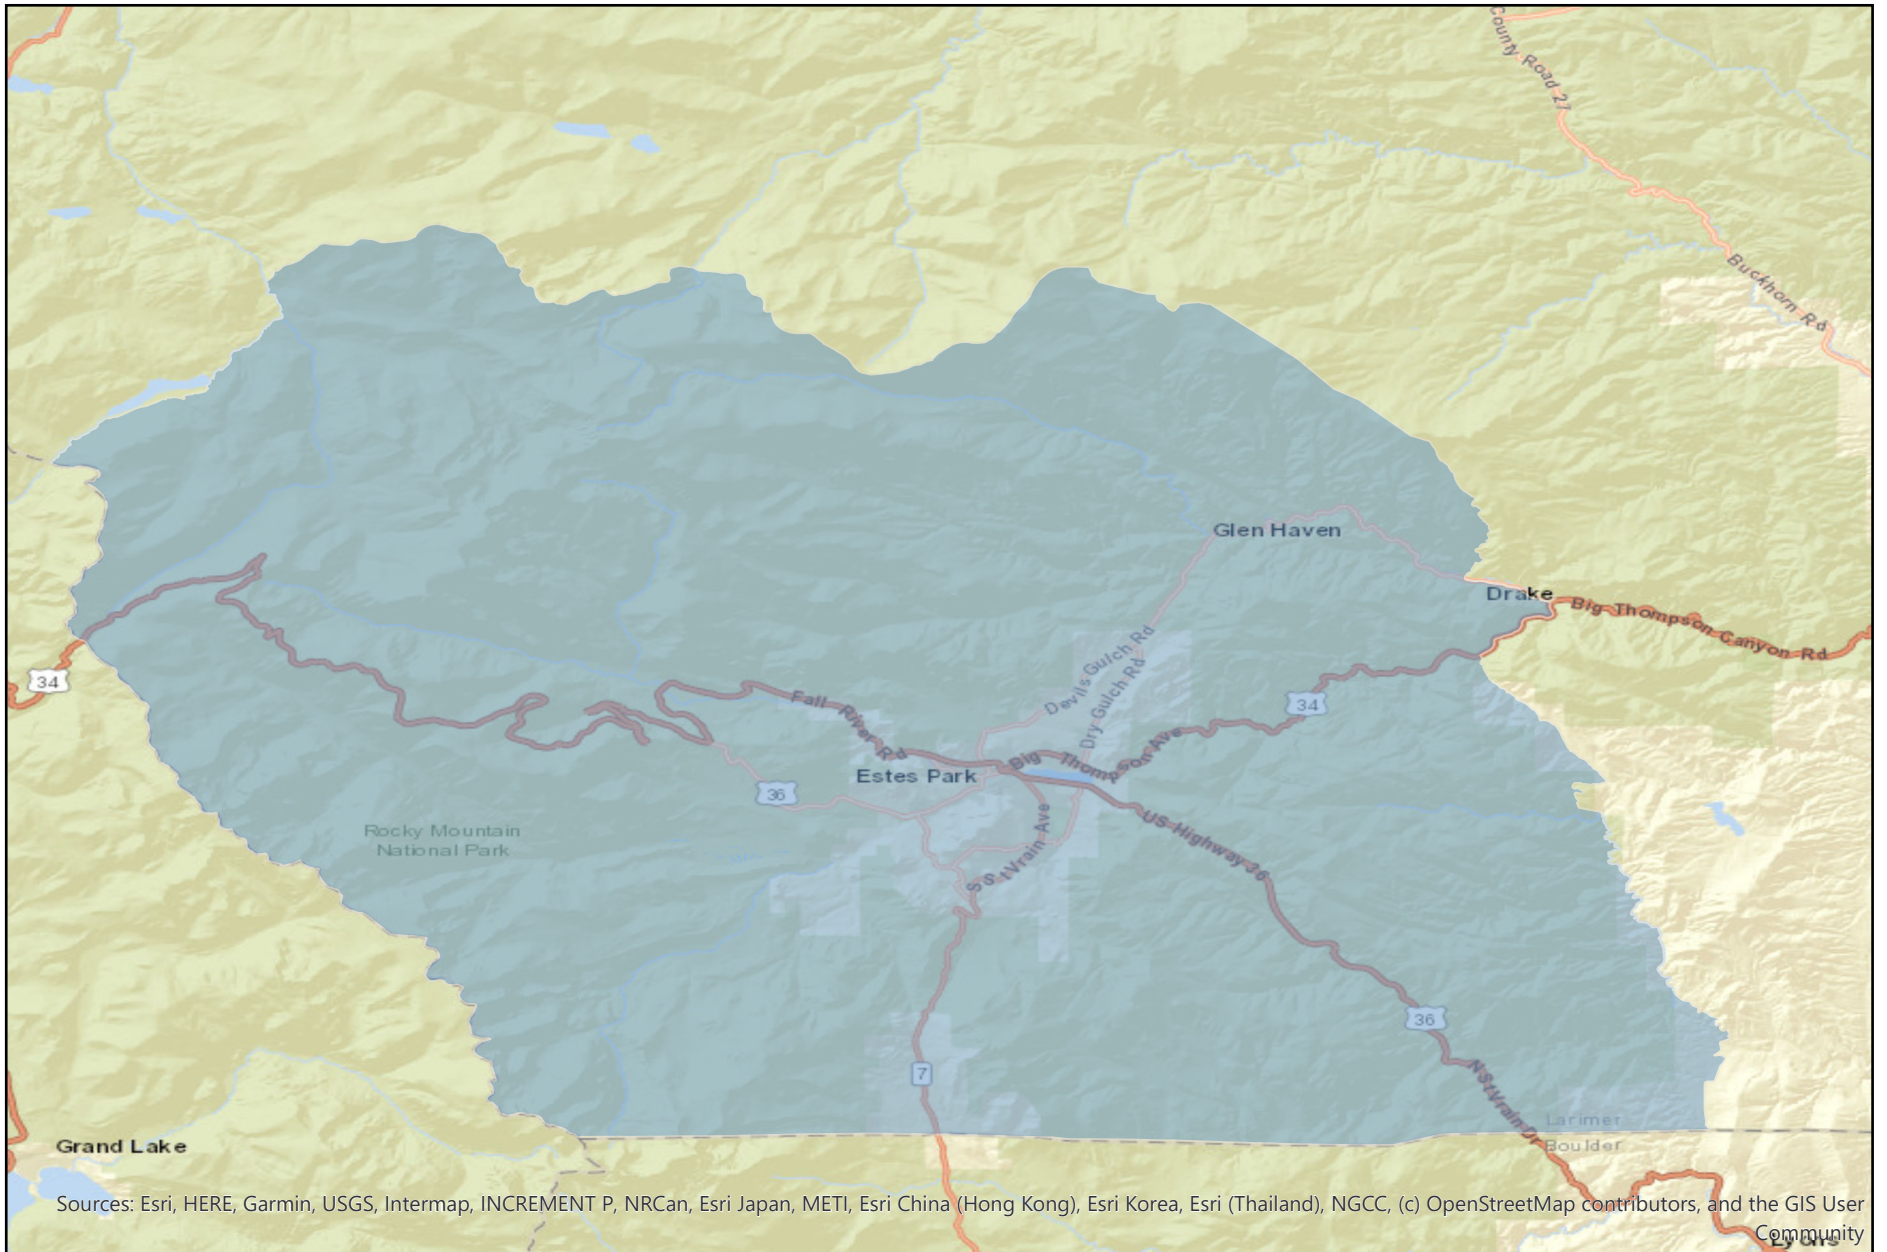 County Road 27
Buckhorn Rd
Glen Haven
Drake
Big Thompson Canyon Rd
Devils Gulch Rd
Dry Gulch Rd
34
34
Fall River Rd
Big Thompson Ave
Estes Park
36
US Highway 36
S St Vrain Ave
Rocky Mountain
National Park
36
7
N St Vrain Dr
Larimer
Boulder
Grand Lake
Sources: Esri, HERE, Garmin, USGS, Intermap, INCREMENT P, NRCan, Esri Japan, METI, Esri China (Hong Kong), Esri Korea, Esri (Thailand), NGCC, (c) OpenStreetMap contributors, and the GIS User
Community
Lyons